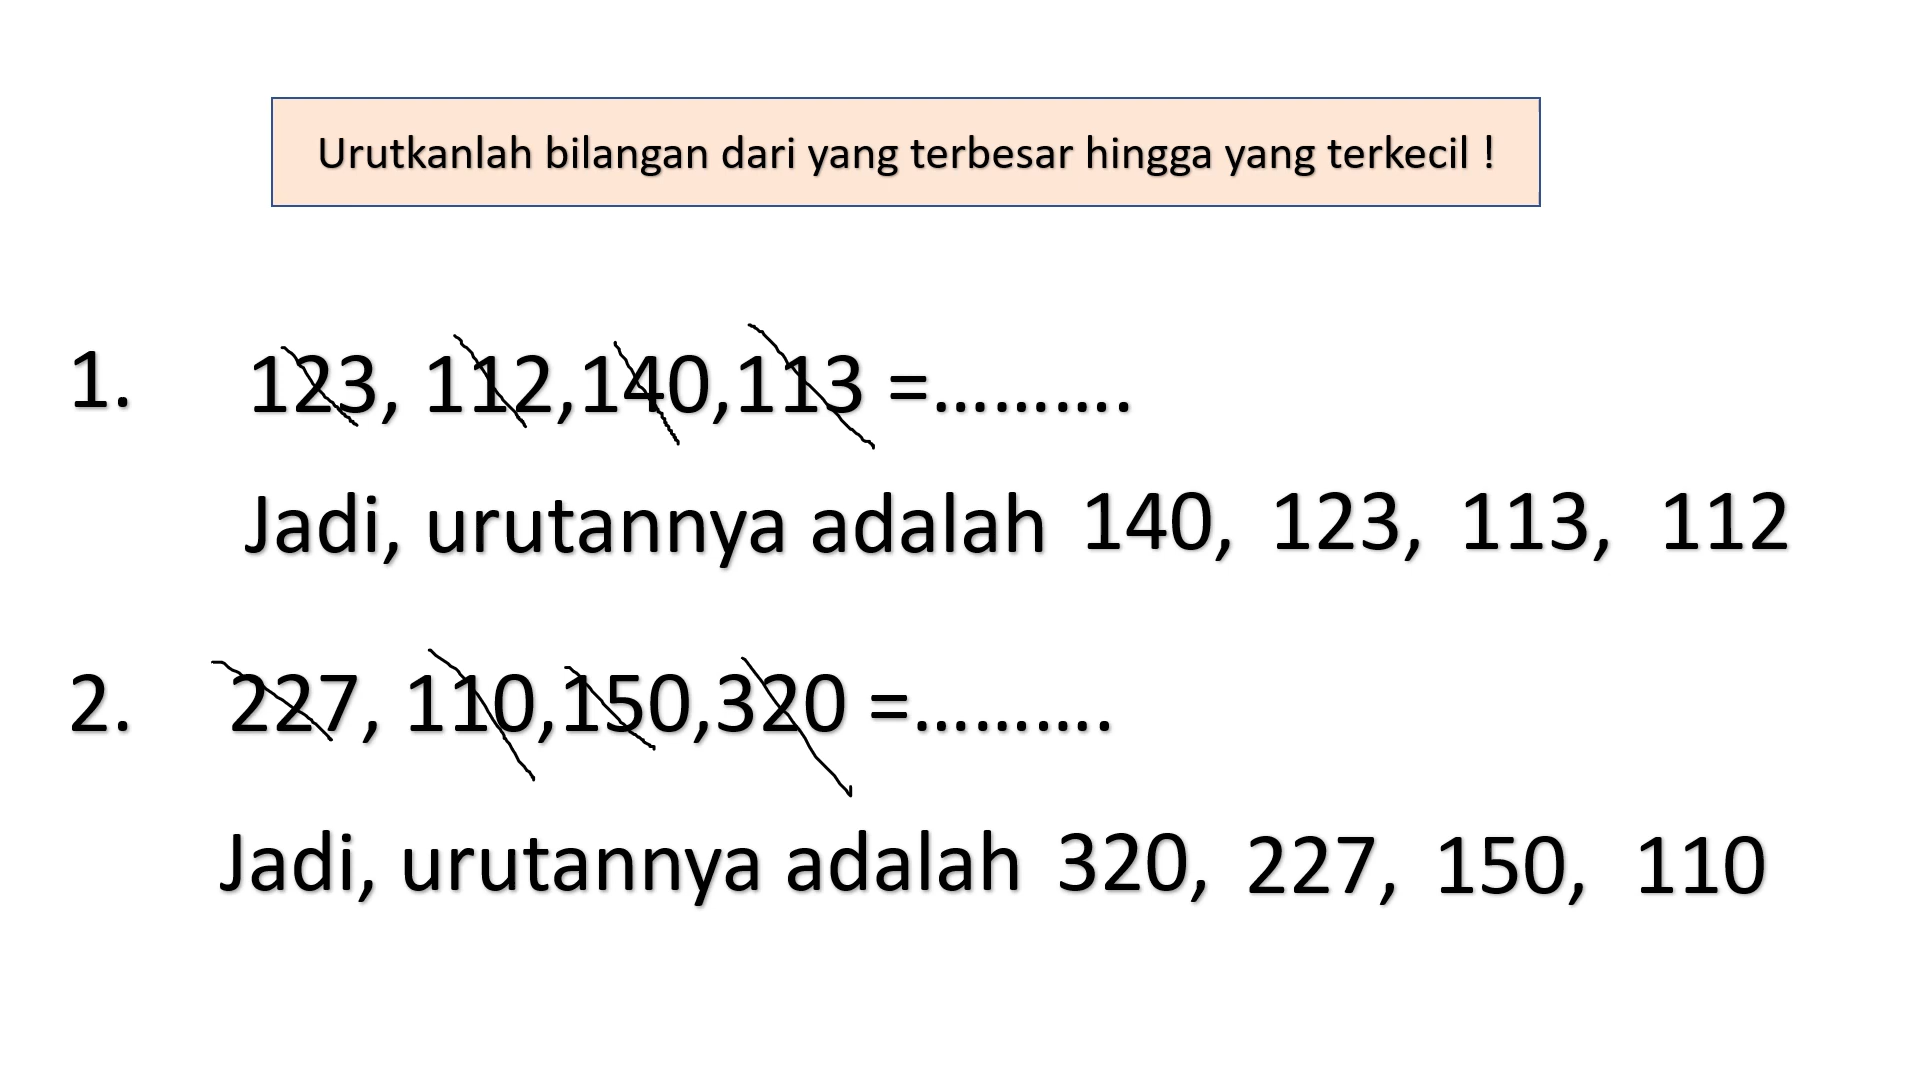 Urutkanlah bilangan dari yang terbesar hingga yang terkecil !
1. 123, 112,140,113 =..........
Jadi, urutannya adalah 140, 123, 113, 112
2. 227, 110,150,320 =..........
Jadi, urutannya adalah 320, 227, 150, 110